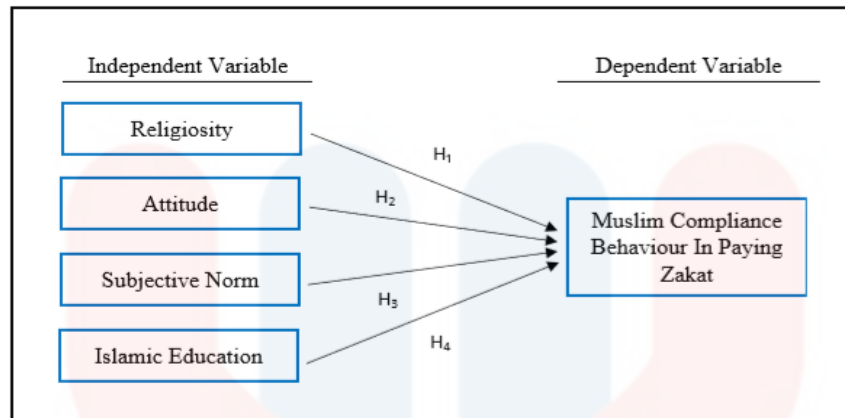 Independent Variable
Dependent Variable
Religiosity
H₁
Attitude
H₂
Muslim Compliance
Behaviour In Paying
Zakat
Subjective Norm
H₃
Islamic Education
H₄